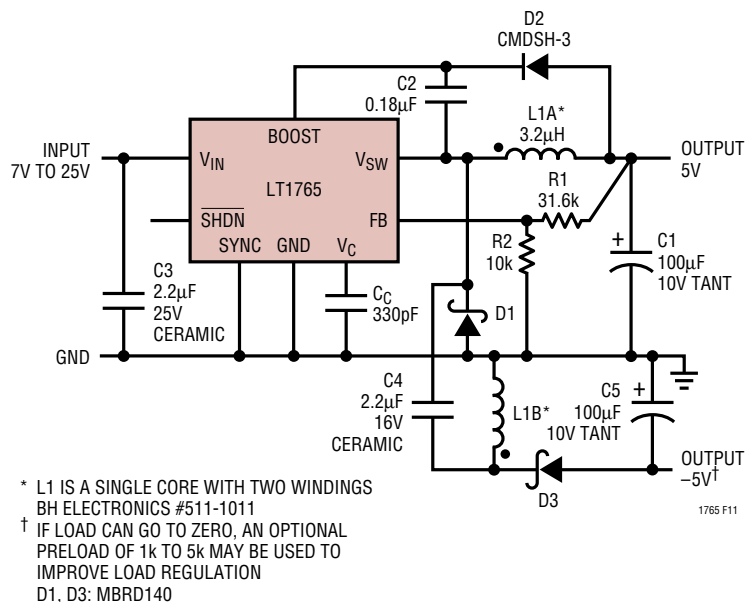 D2
CMDSH-3
C2
0.18µF
L1A*
3.2µH
INPUT
7V TO 25V
BOOST
VIN
VSW
LT1765
SHDN
FB
SYNC GND VC
OUTPUT
5V
R1
31.6k
R2
10k
+
C1
100µF
10V TANT
C3
2.2µF
25V
CERAMIC
CC
330pF
D1
GND
C4
2.2µF
16V
CERAMIC
L1B*
C5
100µF
10V TANT
+
D3
OUTPUT
–5V†
1765 F11
* L1 IS A SINGLE CORE WITH TWO WINDINGS
BH ELECTRONICS #511-1011
† IF LOAD CAN GO TO ZERO, AN OPTIONAL
PRELOAD OF 1k TO 5k MAY BE USED TO
IMPROVE LOAD REGULATION
D1, D3: MBRD140